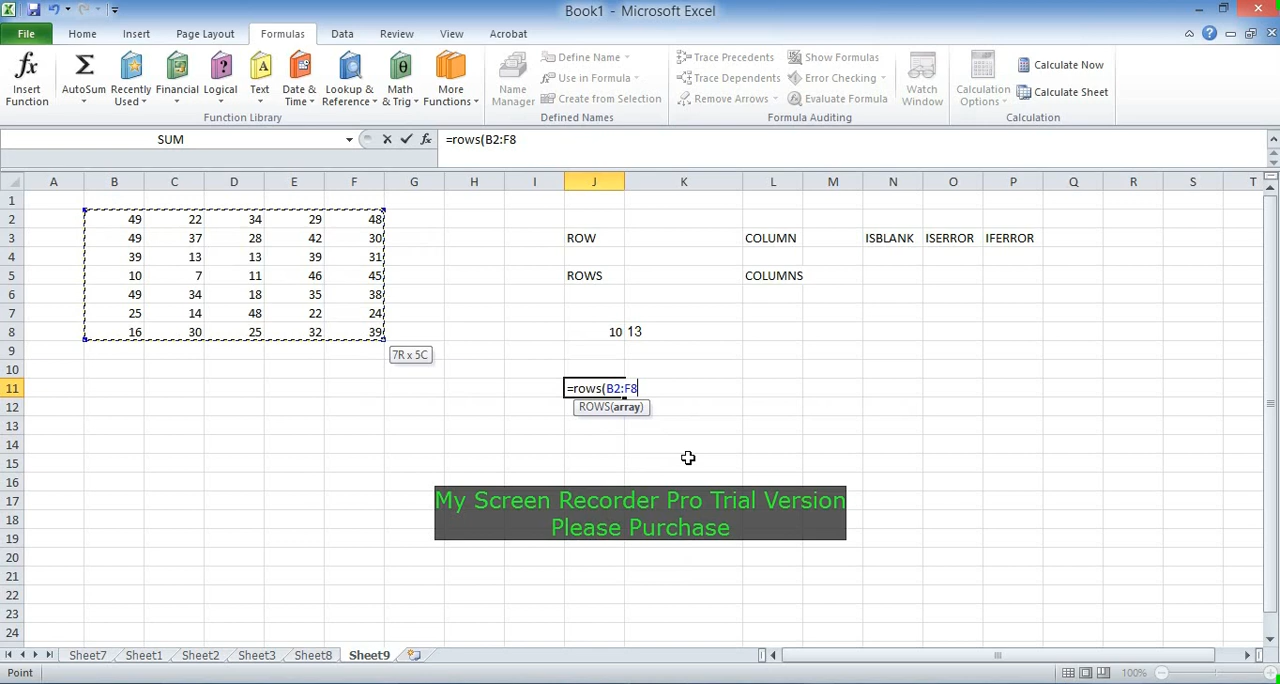 Book1 - Microsoft Excel
File Home Insert Page Layout Formulas Data Review View Acrobat
Insert Function
AutoSum
Recently Used
Financial
Logical
Text
Date & Time
Lookup & Reference
Math & Trig
More Functions
Function Library
Name Manager
Define Name
Use in Formula
Create from Selection
Defined Names
Trace Precedents
Trace Dependents
Remove Arrows
Show Formulas
Error Checking
Evaluate Formula
Formula Auditing
Watch Window
Calculation Options
Calculate Now
Calculate Sheet
Calculation
SUM fx =rows(B2:F8
A B C D E F G H I J K L M N O P Q R S T
1
2 49 22 34 29 48
3 49 37 28 42 30 ROW COLUMN ISBLANK ISERROR IFERROR
4 39 13 13 39 31
5 10 7 11 46 45 ROWS COLUMNS
6 49 34 18 35 38
7 25 14 48 22 24
8 16 30 25 32 39 10 13
9 7R x 5C
10
11 =rows(B2:F8
12 ROWS(array)
13
14
15
16
17 My Screen Recorder Pro Trial Version
18 Please Purchase
19
20
21
22
23
24
Sheet7 Sheet1 Sheet2 Sheet3 Sheet8 Sheet9
Point 100%